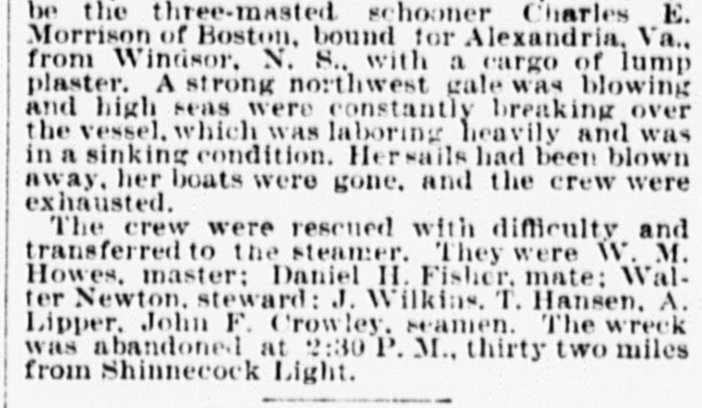 be the three-masted schooner Charles E.
Morrison of Boston, bound for Alexandria, Va.,
from Windsor, N. S., with a cargo of lump
plaster. A strong northwest gale was blowing
and high seas were constantly breaking over
the vessel, which was laboring heavily and was
in a sinking condition. Her sails had been blown
away, her boats were gone, and the crew were
exhausted.
The crew were rescued with difficulty and
transferred to the steamer. They were W. M.
Howes, master; Daniel H. Fisher, mate; Wal-
ter Newton, steward; J. Wilkins, T. Hansen, A.
Lipper, John F. Crowley, seamen. The wreck
was abandoned at 2:30 P. M., thirty two miles
from Shinnecock Light.